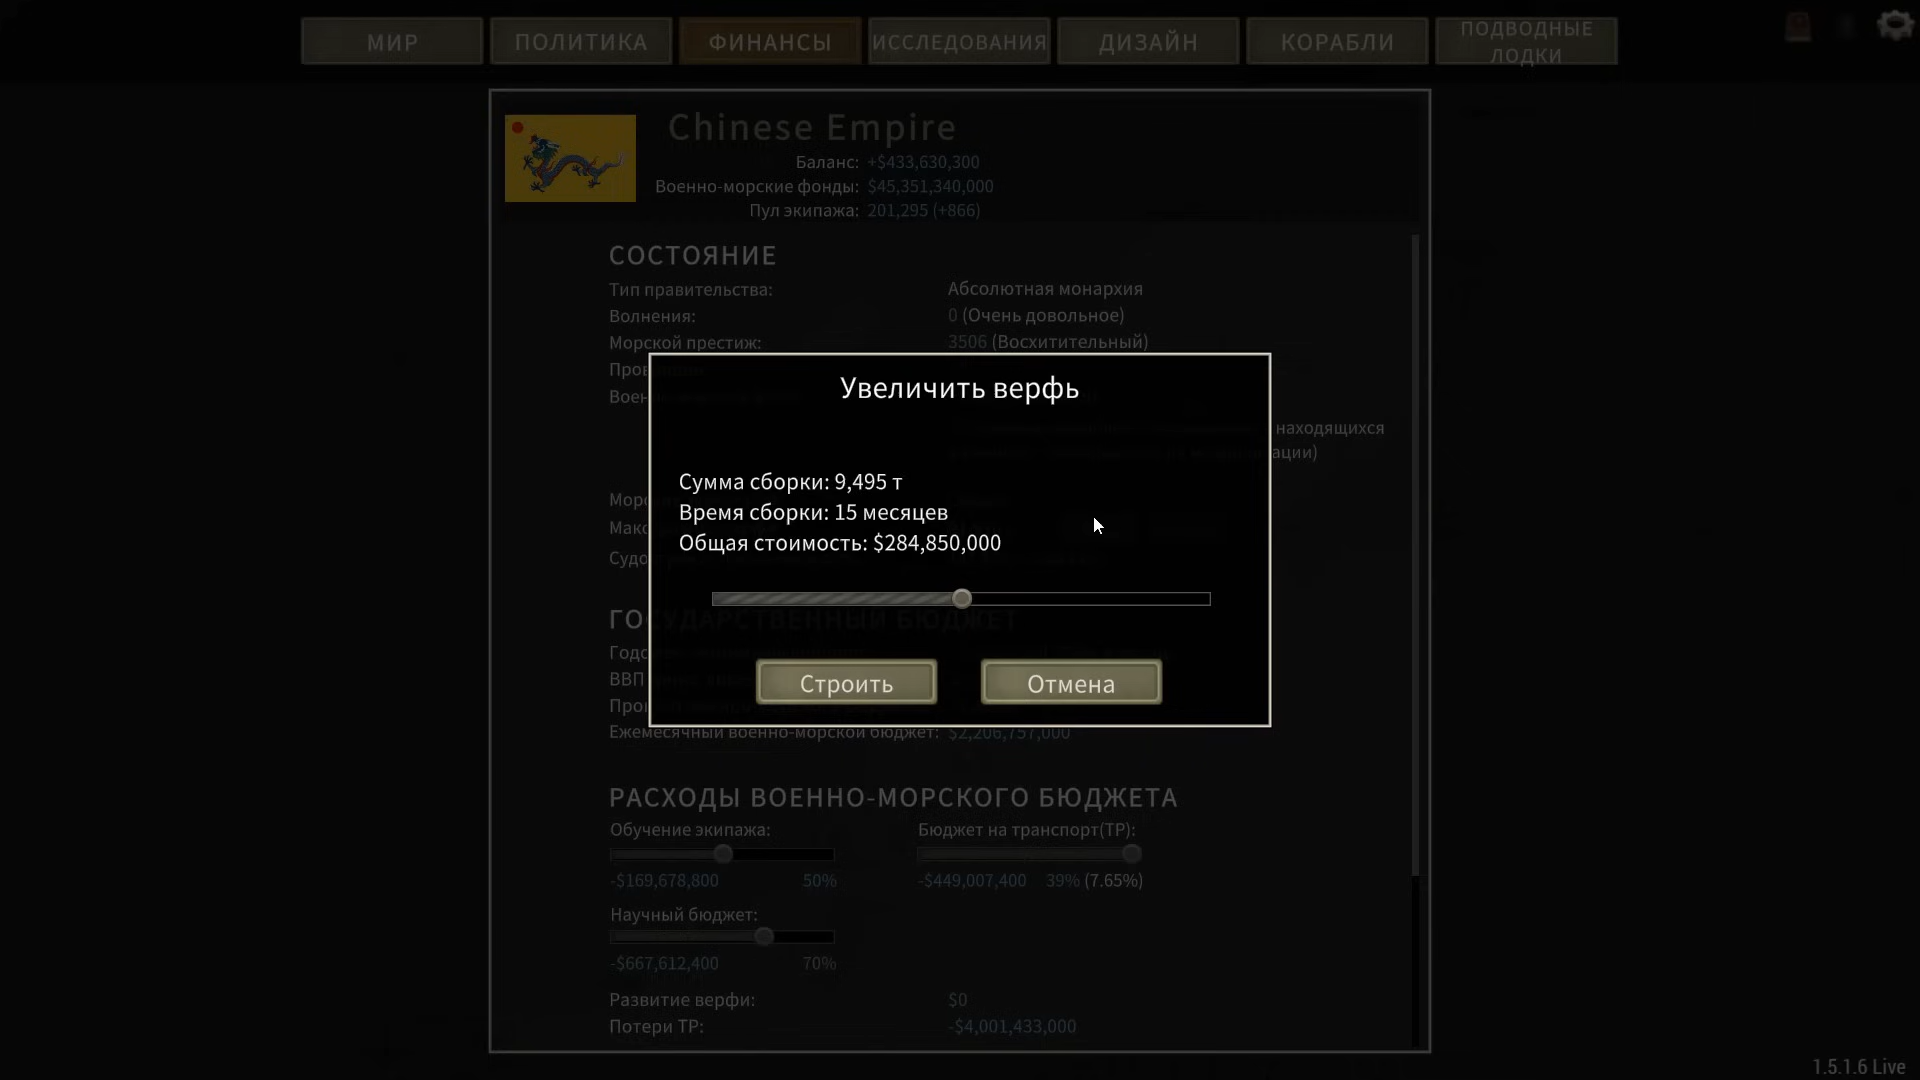 МИР
ПОЛИТИКА
ФИНАНСЫ
ИССЛЕДОВАНИЯ
ДИЗАЙН
КОРАБЛИ
ПОДВОДНЫЕ
ЛОДКИ
Chinese Empire
Баланс: +$433,630,300
Военно-морские фонды: $45,351,340,000
Пул экипажа: 201,295 (+866)
СОСТОЯНИЕ
Тип правительства: Абсолютная монархия
Волнения: 0 (Очень довольное)
Морской престиж: 3506 (Восхитительный)
находящихся
Увеличить верфь
Сумма сборки: 9,495 т
Время сборки: 15 месяцев
Общая стоимость: $284,850,000
Строить
Отмена
ГОСУДАРСТВЕННЫЙ БЮДЖЕТ
ВВП
Ежемесячный военно-морской бюджет: $2,206,757,000
РАСХОДЫ ВОЕННО-МОРСКОГО БЮДЖЕТА
Обучение экипажа: Бюджет на транспорт(ТР):
-$169,678,800 50% -$449,007,400 39% (7.65%)
Научный бюджет:
-$667,612,400 70%
Развитие верфи: $0
Потери ТР: -$4,001,433,000
1.5.1.6 Live